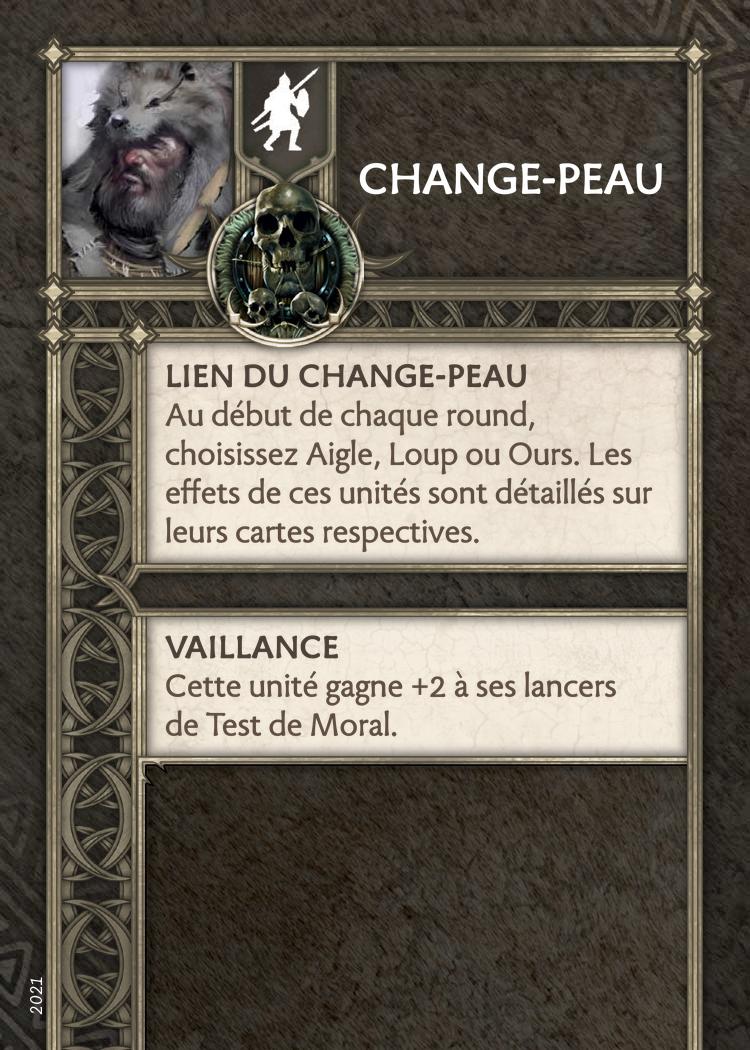 CHANGE-PEAU
LIEN DU CHANGE-PEAU
Au début de chaque round,
choisissez Aigle, Loup ou Ours. Les
effets de ces unités sont détaillés sur
leurs cartes respectives.
VAILLANCE
Cette unité gagne +2 à ses lancers
de Test de Moral.
2021